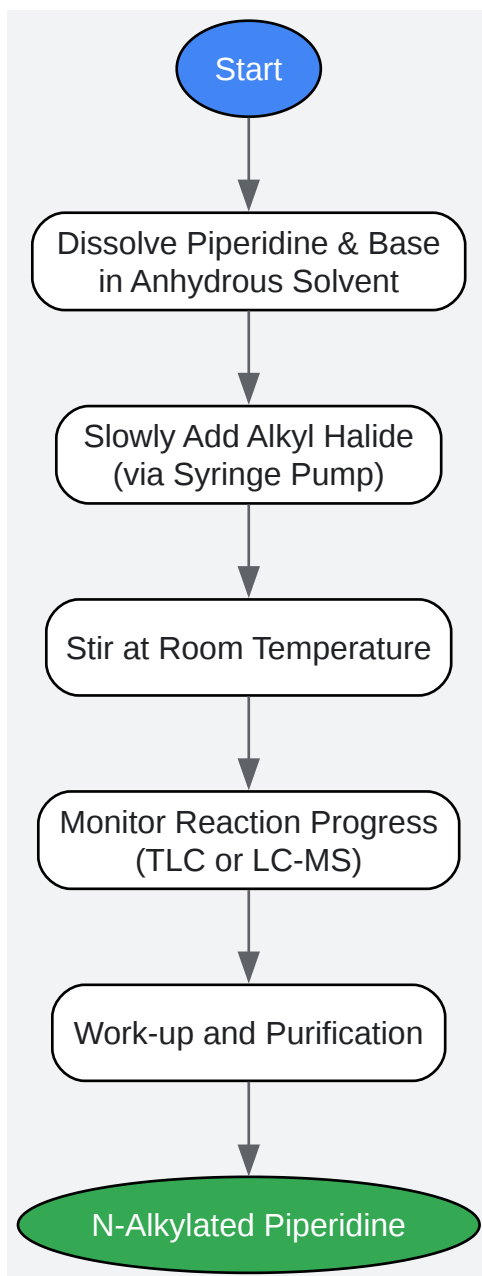 Start
Dissolve Piperidine & Base
in Anhydrous Solvent
Slowly Add Alkyl Halide
(via Syringe Pump)
Stir at Room Temperature
Monitor Reaction Progress
(TLC or LC-MS)
Work-up and Purification
N-Alkylated Piperidine